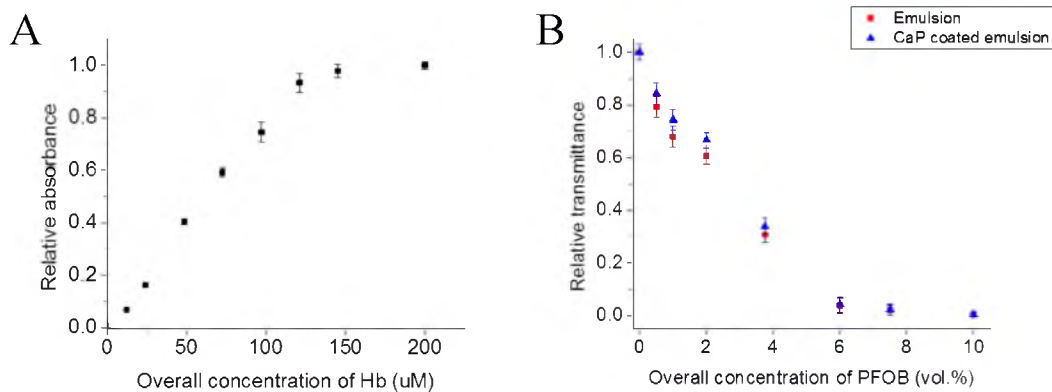 A
Relative absorbance
1.0
0.8
0.6
0.4
0.2
0.0
0 50 100 150 200
Overall concentration of Hb (uM)
B
Emulsion
CaP coated emulsion
Relative transmittance
1.0
0.8
0.6
0.4
0.2
0.0
0 2 4 6 8 10
Overall concentration of PFOB (vol.%)